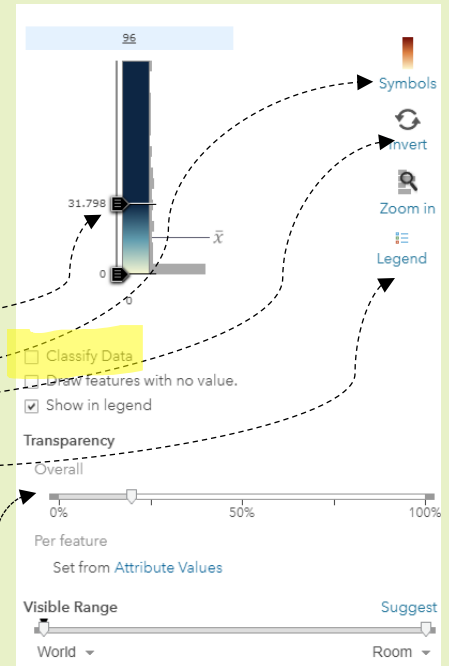 96
Symbols
Invert
31.798
Zoom in
x̄
Legend
0
0
Classify Data
Draw features with no value.
Show in legend
Transparency
Overall
0% 50% 100%
Per feature
Set from Attribute Values
Visible Range Suggest
World Room